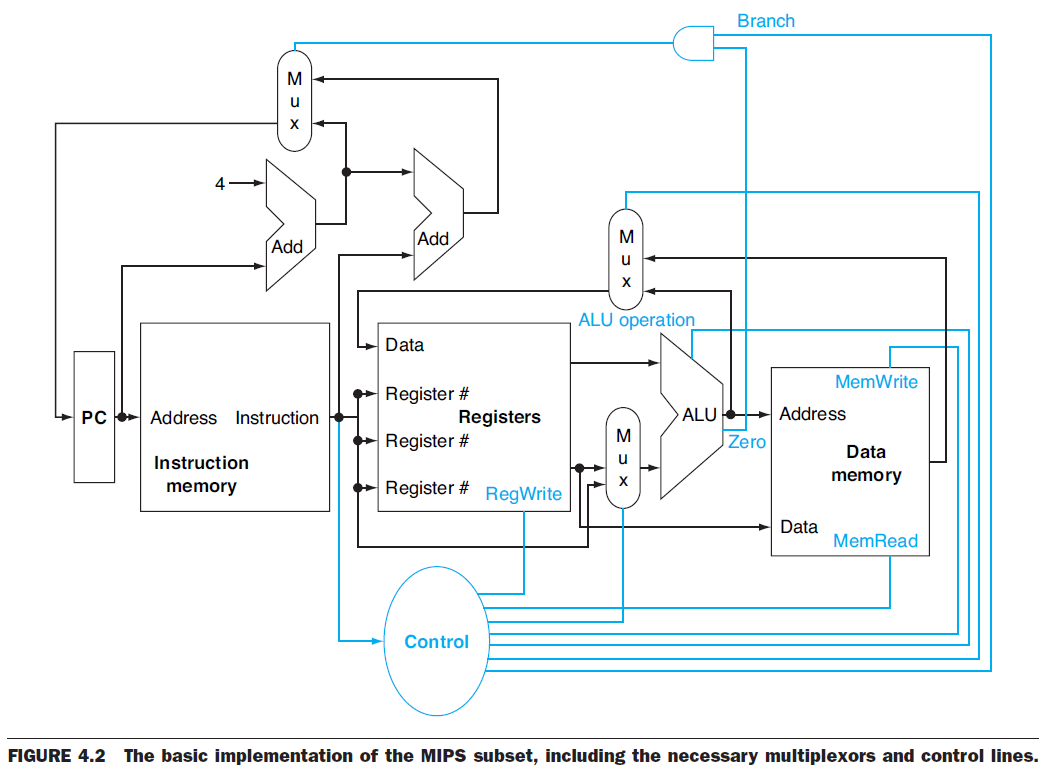 Branch
M
u
x
4
Add
Add
M
u
x
ALU operation
Data
Register #
Registers
Register #
Register #
RegWrite
PC
Address
Instruction
Instruction
memory
M
u
x
ALU
Zero
MemWrite
Address
Data
memory
Data
MemRead
Control
FIGURE 4.2 The basic implementation of the MIPS subset, including the necessary multiplexors and control lines.